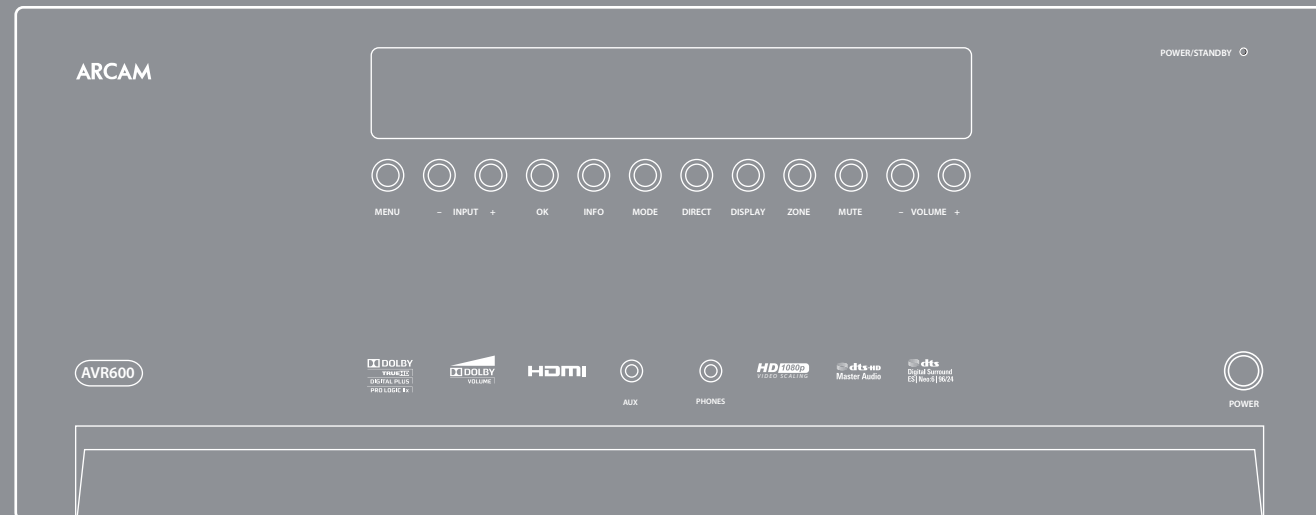 ARCAM
POWER/STANDBY
MENU – INPUT + OK INFO MODE DIRECT DISPLAY ZONE MUTE – VOLUME +
AVR600
DOLBY
TRUEHD
DIGITAL PLUS
PRO LOGIC IIx
DOLBY
VOLUME
HDMI
AUX
PHONES
HD 1080p
VIDEO SCALING
dts-HD
Master Audio
dts
Digital Surround
ES | Neo:6 | 96/24
POWER